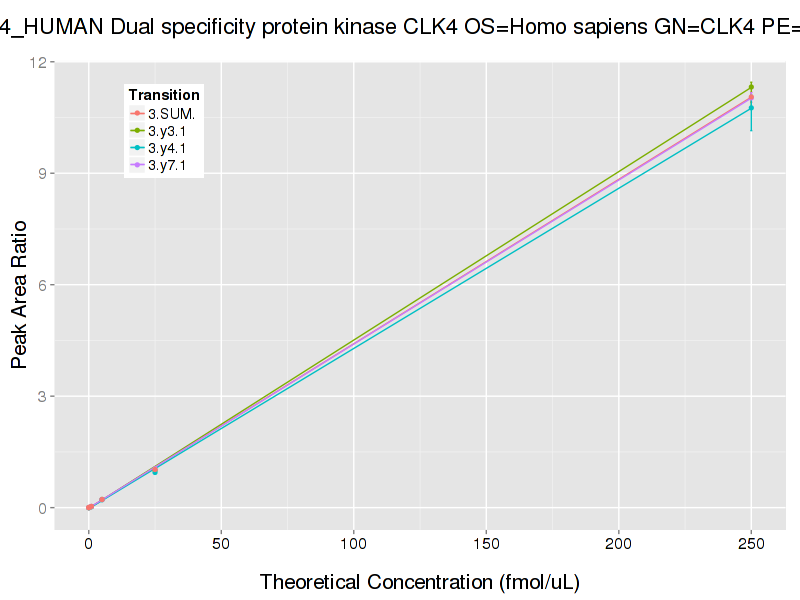 4_HUMAN Dual specificity protein kinase CLK4 OS=Homo sapiens GN=CLK4 PE=
12
9
6
3
0
Peak Area Ratio
Transition
3.SUM.
3.y3.1
3.y4.1
3.y7.1
0 50 100 150 200 250
Theoretical Concentration (fmol/uL)